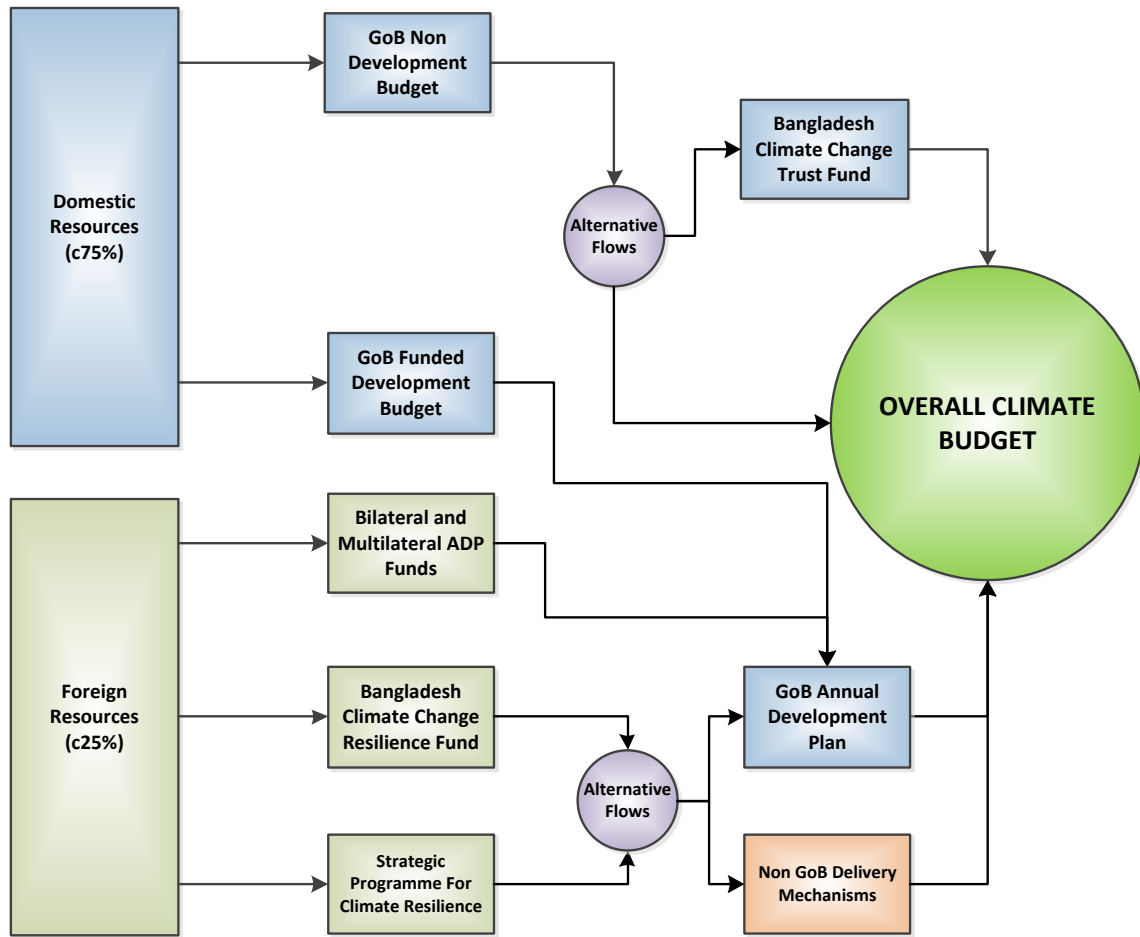 GoB Non
Development
Budget
Bangladesh
Climate Change
Trust Fund
Domestic
Resources
(c75%)
Alternative
Flows
GoB Funded
Development
Budget
OVERALL CLIMATE
BUDGET
Bilateral and
Multilateral ADP
Funds
Foreign
Resources
(c25%)
Bangladesh
Climate Change
Resilience Fund
GoB Annual
Development
Plan
Alternative
Flows
Strategic
Programme For
Climate Resilience
Non GoB Delivery
Mechanisms